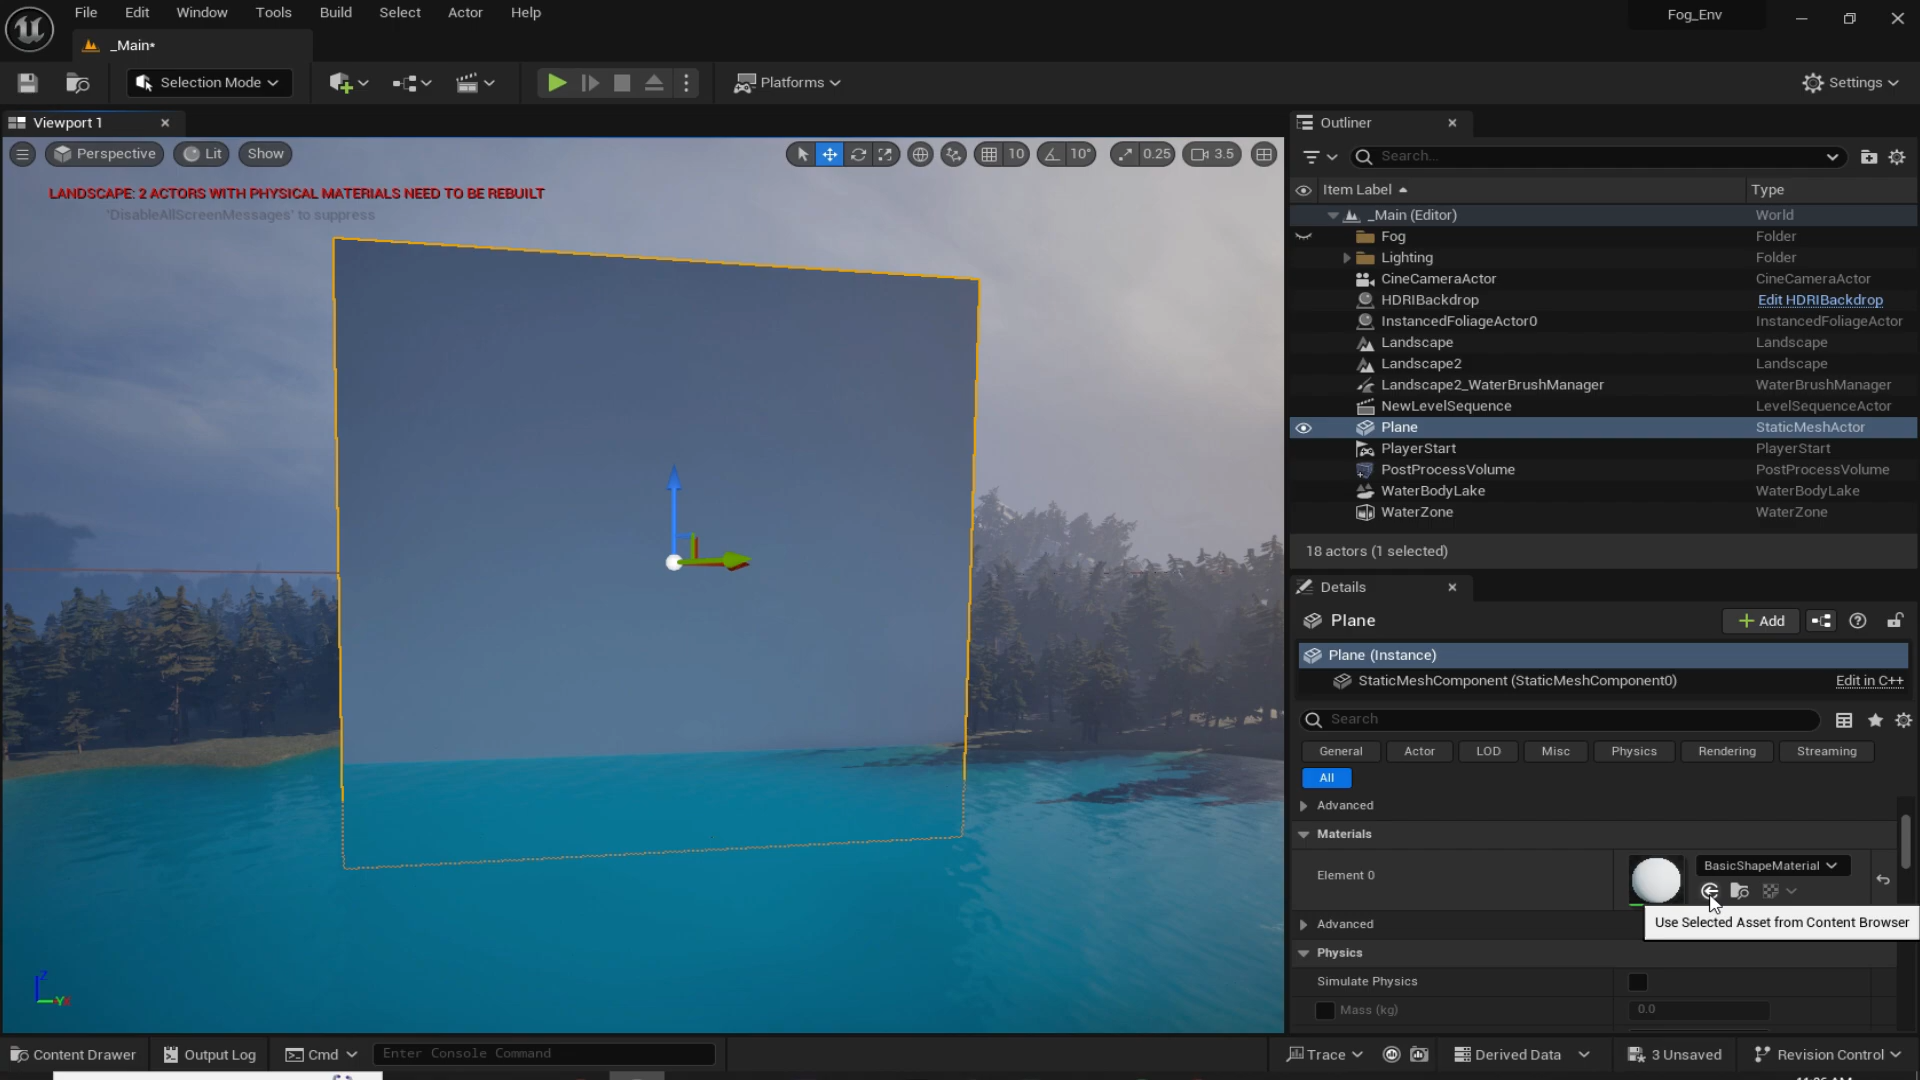 File Edit Window Tools Build Select Actor Help
Fog_Env
_Main*
Selection Mode
Platforms
Settings
Viewport 1
Perspective Lit Show
10 10° 0.25 3.5
LANDSCAPE: 2 ACTORS WITH PHYSICAL MATERIALS NEED TO BE REBUILT
'DisableAllScreenMessages' to suppress
Outliner
Search...
Item Label Type
_Main (Editor) World
Fog Folder
Lighting Folder
CineCameraActor CineCameraActor
HDRIBackdrop Edit HDRIBackdrop
InstancedFoliageActor0 InstancedFoliageActor
Landscape Landscape
Landscape2 Landscape
Landscape2_WaterBrushManager WaterBrushManager
NewLevelSequence LevelSequenceActor
Plane StaticMeshActor
PlayerStart PlayerStart
PostProcessVolume PostProcessVolume
WaterBodyLake WaterBodyLake
WaterZone WaterZone
18 actors (1 selected)
Details
Plane
Add
Plane (Instance)
StaticMeshComponent (StaticMeshComponent0) Edit in C++
Search
General Actor LOD Misc Physics Rendering Streaming
All
Advanced
Materials
Element 0 BasicShapeMaterial
Use Selected Asset from Content Browser
Advanced
Physics
Simulate Physics
Mass (kg) 0.0
Z
Content Drawer Output Log Cmd Enter Console Command Trace Derived Data 3 Unsaved Revision Control